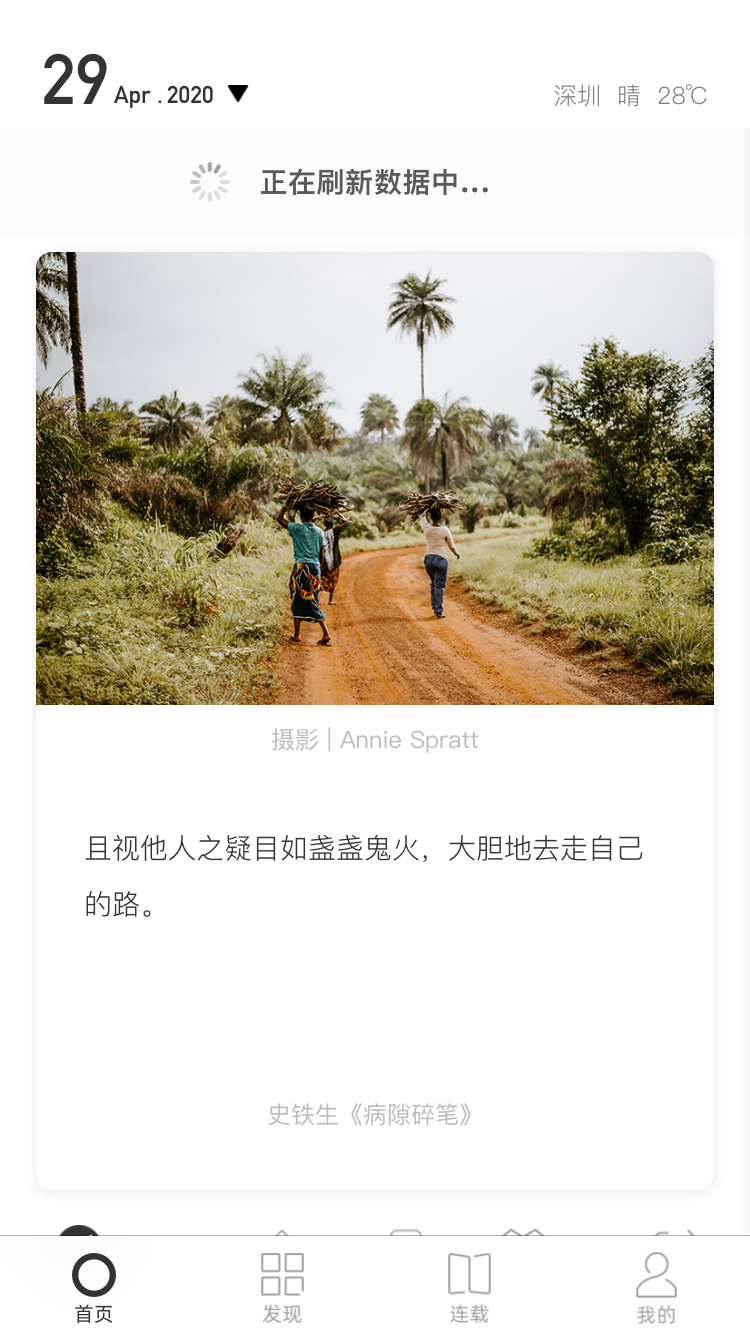 29 Apr . 2020 ▼
深圳 晴 28℃
正在刷新数据中...
摄影 | Annie Spratt
且视他人之疑目如盏盏鬼火，大胆地去走自己
的路。
史铁生《病隙碎笔》
首页 发现 连载 我的